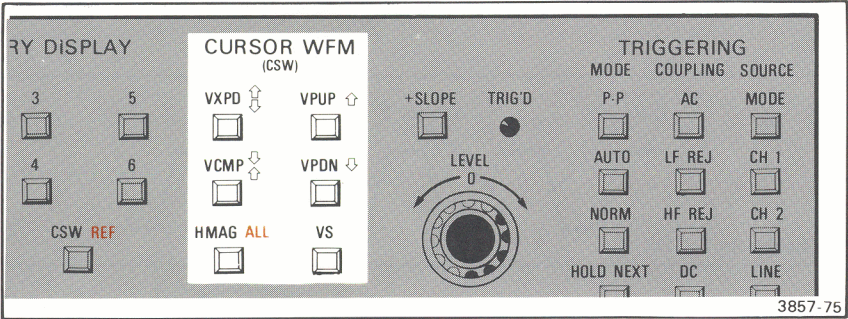 RY DISPLAY
3 5
4 6
CSW REF
CURSOR WFM
(CSW)
VXPD VPUP
VCMP VPDN
HMAG ALL VS
+SLOPE TRIG'D
LEVEL
0
TRIGGERING
MODE COUPLING SOURCE
P-P AC MODE
AUTO LF REJ CH 1
NORM HF REJ CH 2
HOLD NEXT DC LINE
3857-75